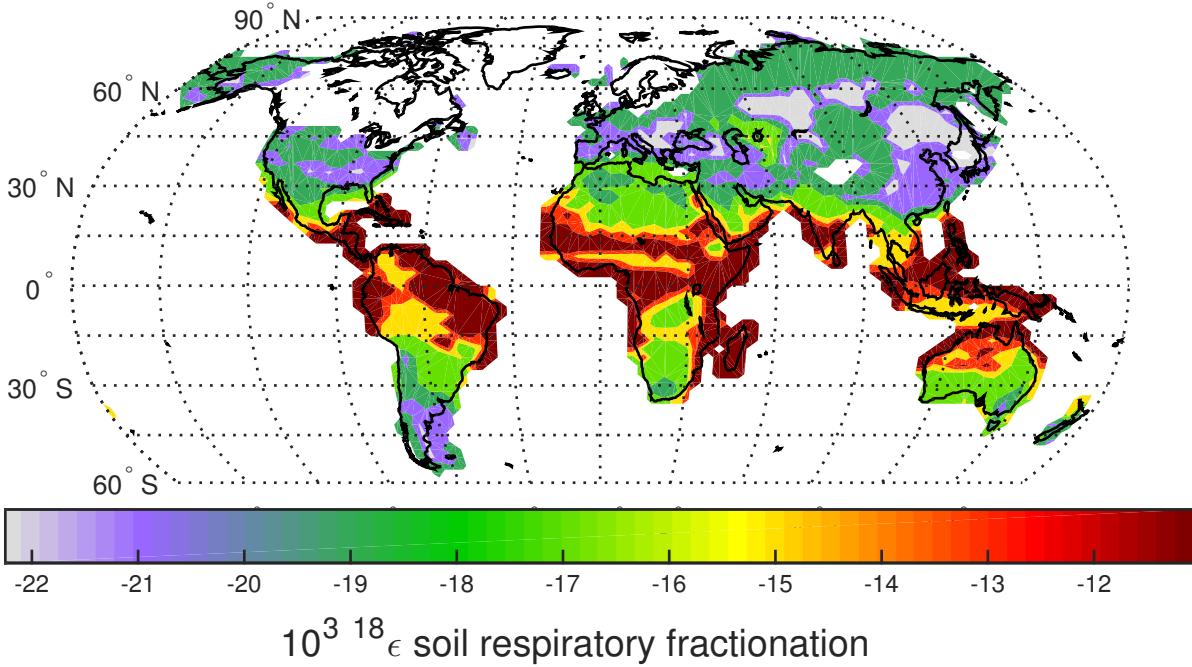 90° N
60° N
30° N
0°
30° S
60° S
-22 -21 -20 -19 -18 -17 -16 -15 -14 -13 -12
10³ ¹⁸ϵ soil respiratory fractionation